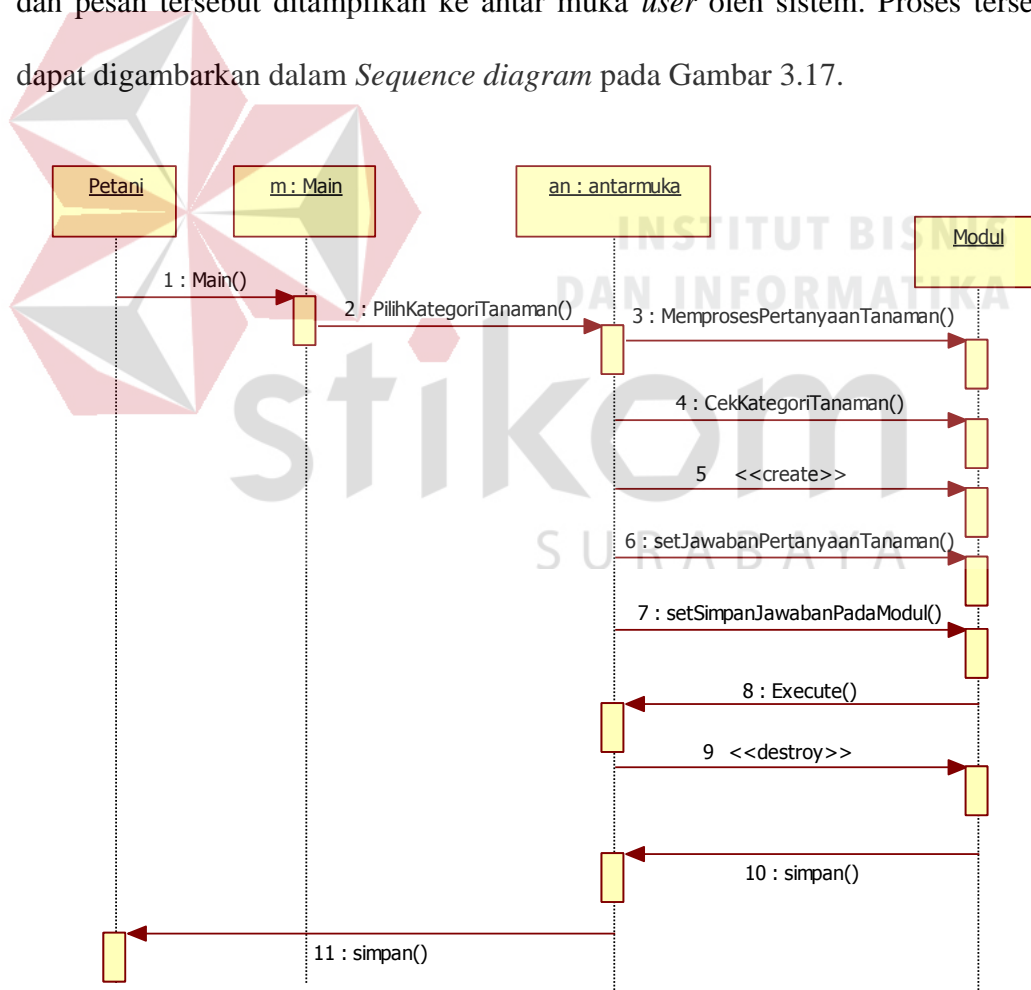 dan pesan tersebut ditampilkan ke antar muka user oleh sistem. Proses terse
dapat digambarkan dalam Sequence diagram pada Gambar 3.17.
Petani
m : Main
an : antarmuka
Modul
INSTITUT BISNIS
DAN INFORMATIKA
stikom
SURABAYA
1 : Main()
2 : PilihKategoriTanaman()
3 : MemprosesPertanyaanTanaman()
4 : CekKategoriTanaman()
5 <<create>>
6 : setJawabanPertanyaanTanaman()
7 : setSimpanJawabanPadaModul()
8 : Execute()
9 <<destroy>>
10 : simpan()
11 : simpan()